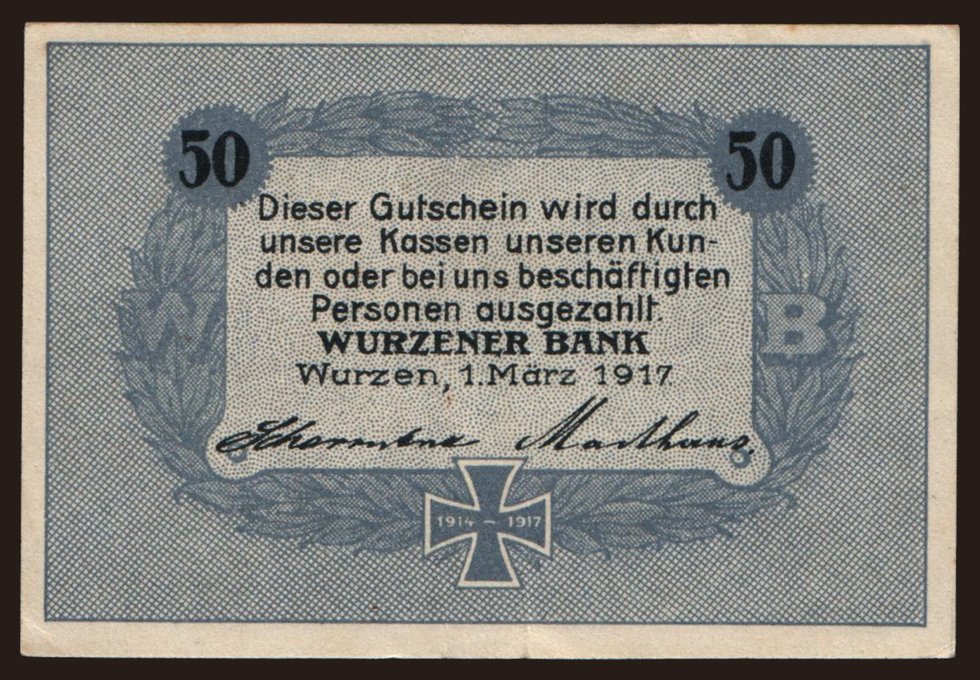 50 50
Dieser Gutschein wird durch
unsere Kassen unseren Kun-
den oder bei uns beschäftigten
Personen ausgezahlt.
W B
WURZENER BANK
Wurzen, 1. März 1917
1914 - 1917